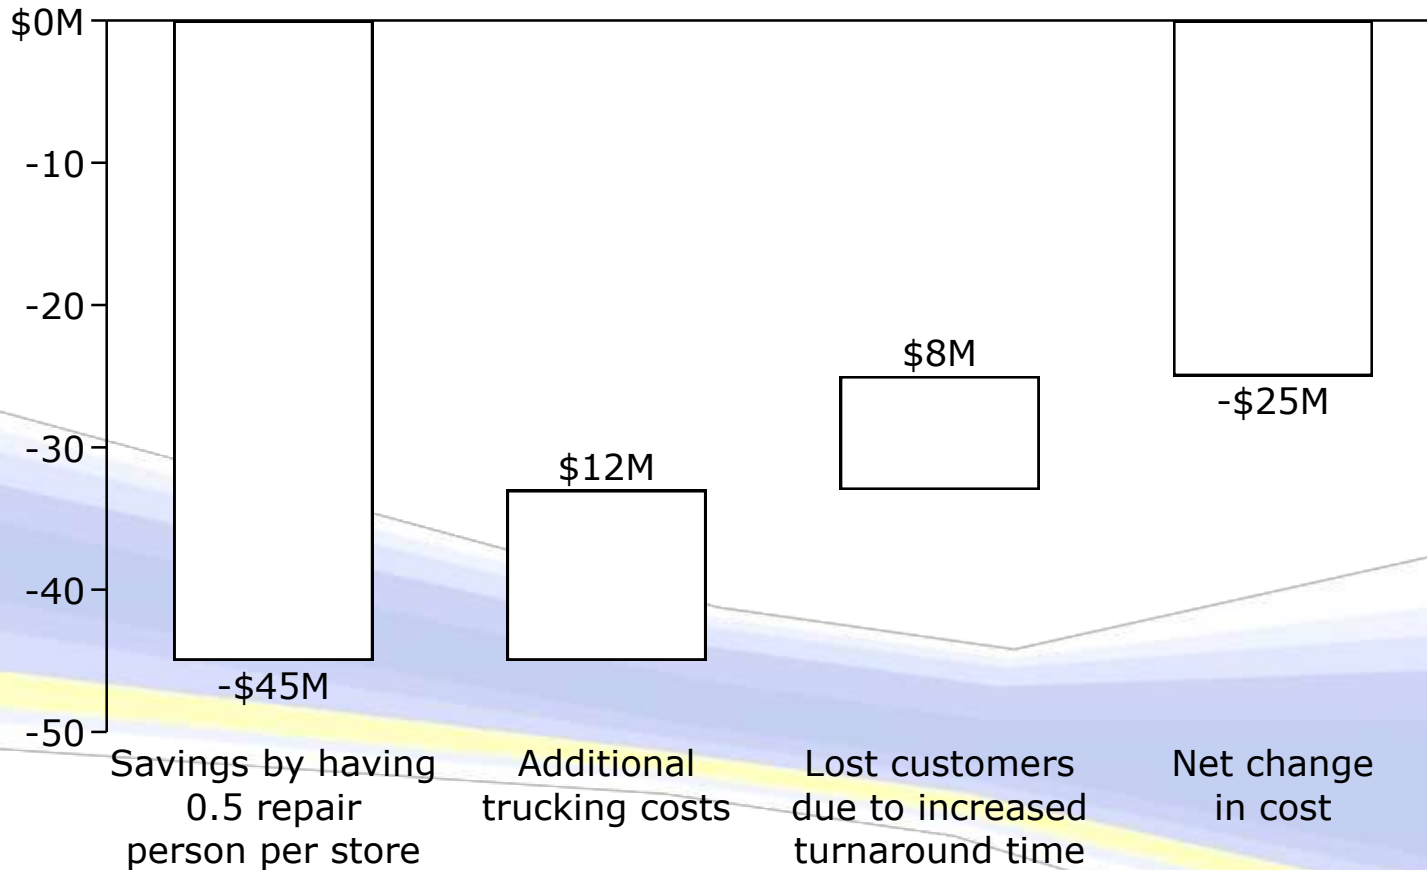 $0M
-10
-20
-30
-40
-50
-$45M
$12M
$8M
-$25M
Savings by having
0.5 repair
person per store
Additional
trucking costs
Lost customers
due to increased
turnaround time
Net change
in cost